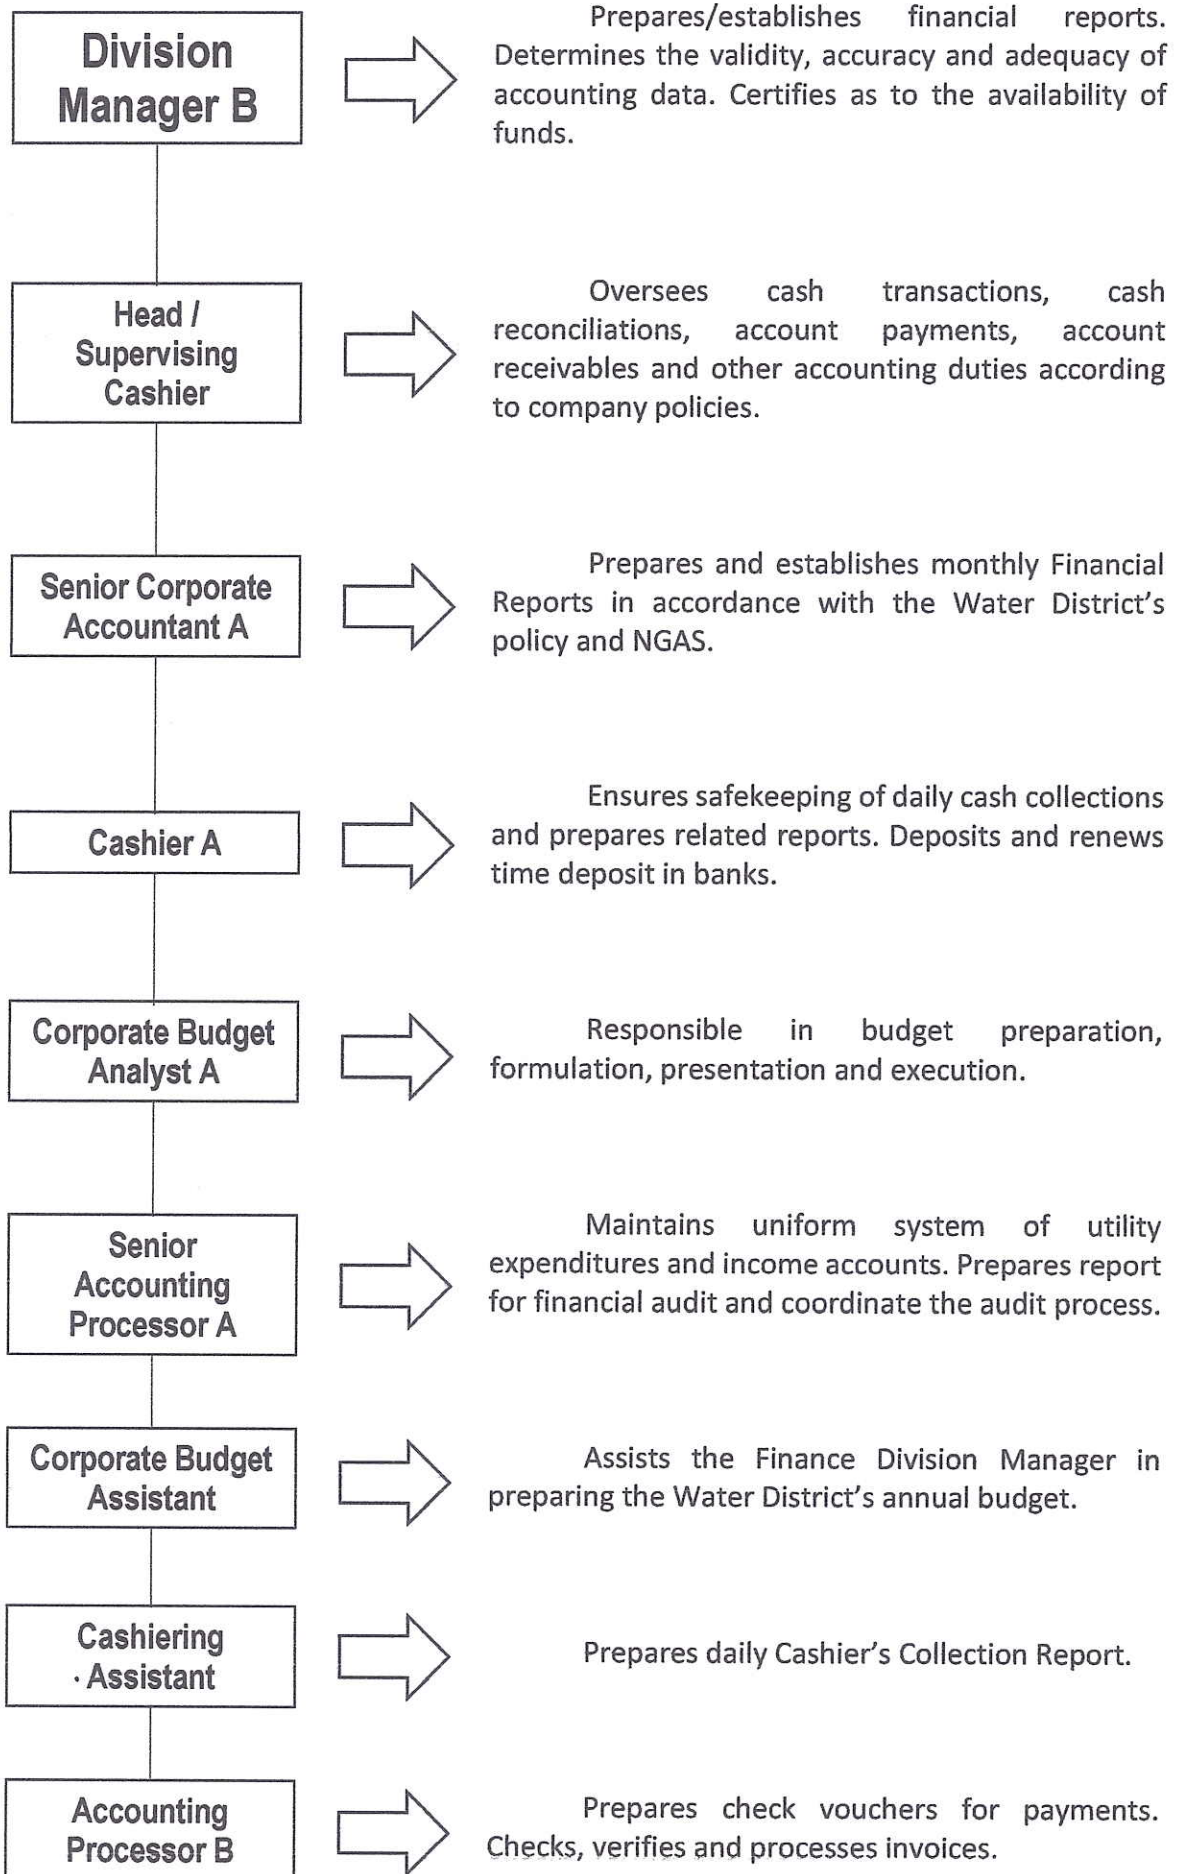 Division
Manager B
Prepares/establishes financial reports.
Determines the validity, accuracy and adequacy of
accounting data. Certifies as to the availability of
funds.
Head /
Supervising
Cashier
Oversees cash transactions, cash
reconciliations, account payments, account
receivables and other accounting duties according
to company policies.
Senior Corporate
Accountant A
Prepares and establishes monthly Financial
Reports in accordance with the Water District's
policy and NGAS.
Cashier A
Ensures safekeeping of daily cash collections
and prepares related reports. Deposits and renews
time deposit in banks.
Corporate Budget
Analyst A
Responsible in budget preparation,
formulation, presentation and execution.
Senior
Accounting
Processor A
Maintains uniform system of utility
expenditures and income accounts. Prepares report
for financial audit and coordinate the audit process.
Corporate Budget
Assistant
Assists the Finance Division Manager in
preparing the Water District's annual budget.
Cashiering
Assistant
Prepares daily Cashier's Collection Report.
Accounting
Processor B
Prepares check vouchers for payments.
Checks, verifies and processes invoices.